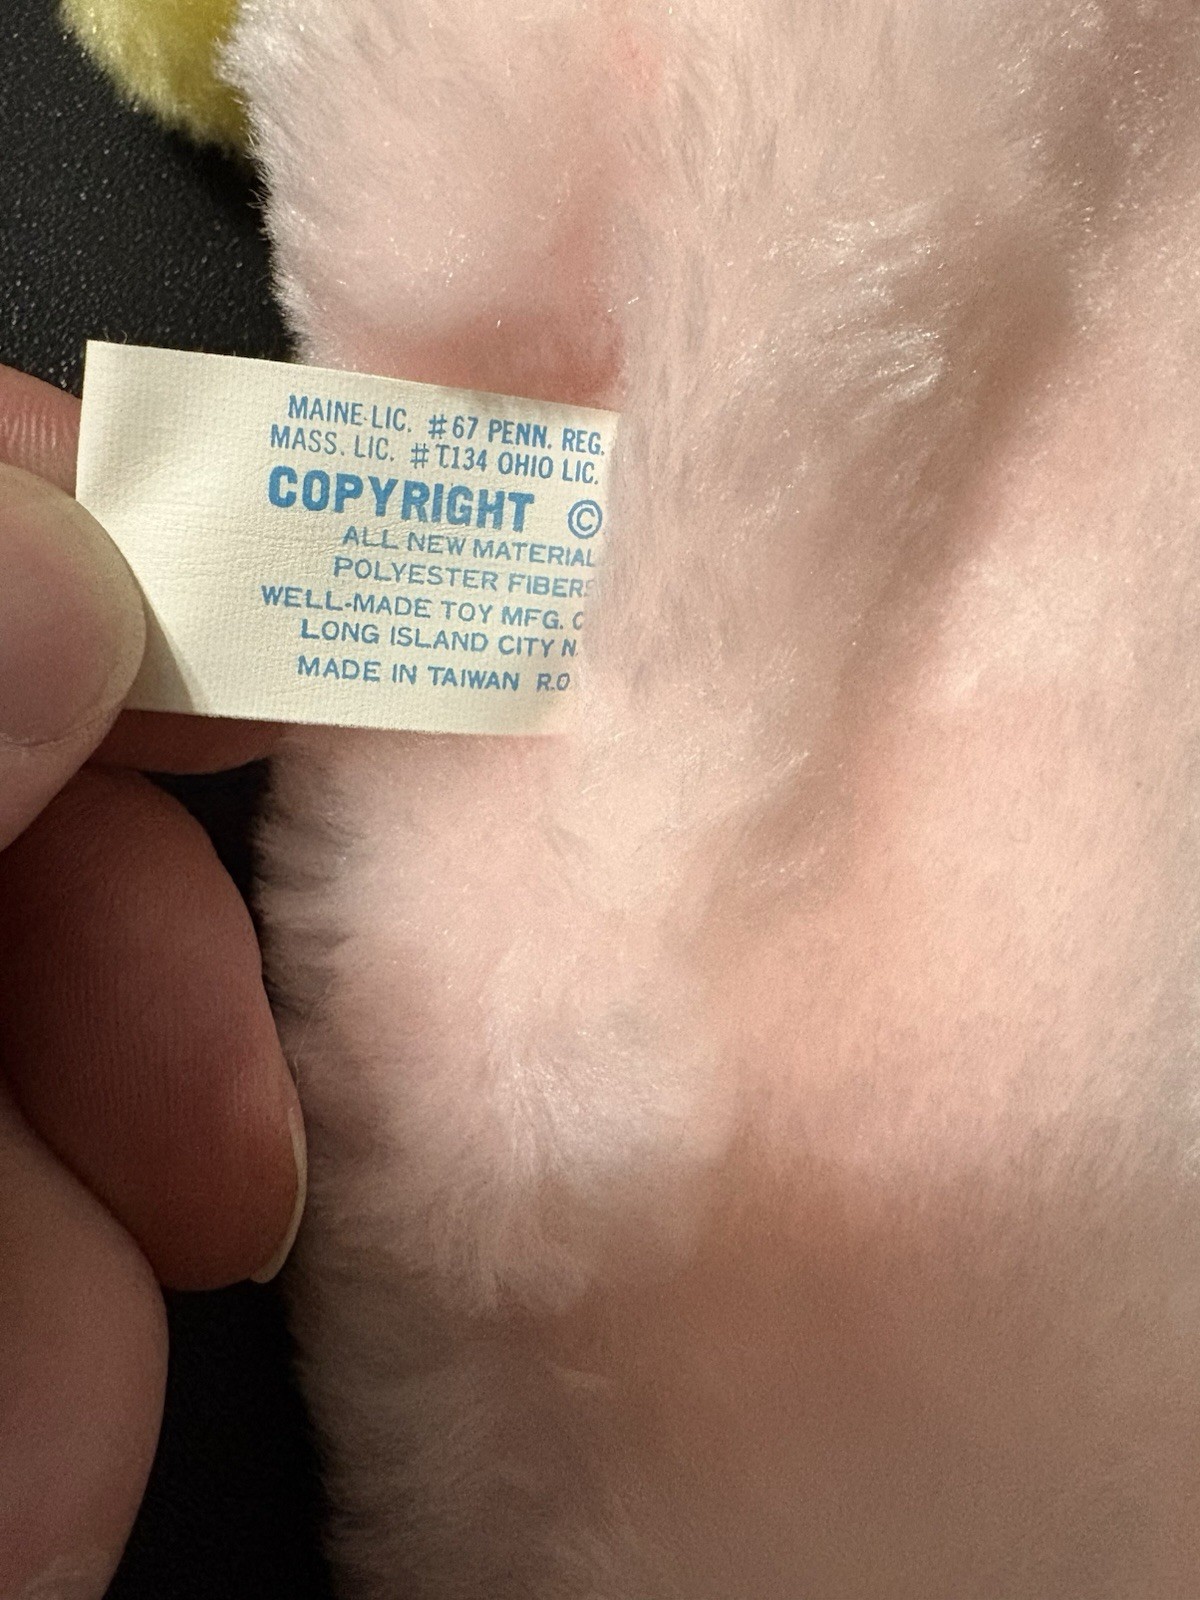 MAINE LIC. #67 PENN. REG.
MASS. LIC. #T134 OHIO LIC.
COPYRIGHT ©
ALL NEW MATERIAL
POLYESTER FIBERS
WELL-MADE TOY MFG. C
LONG ISLAND CITY N
MADE IN TAIWAN R.O